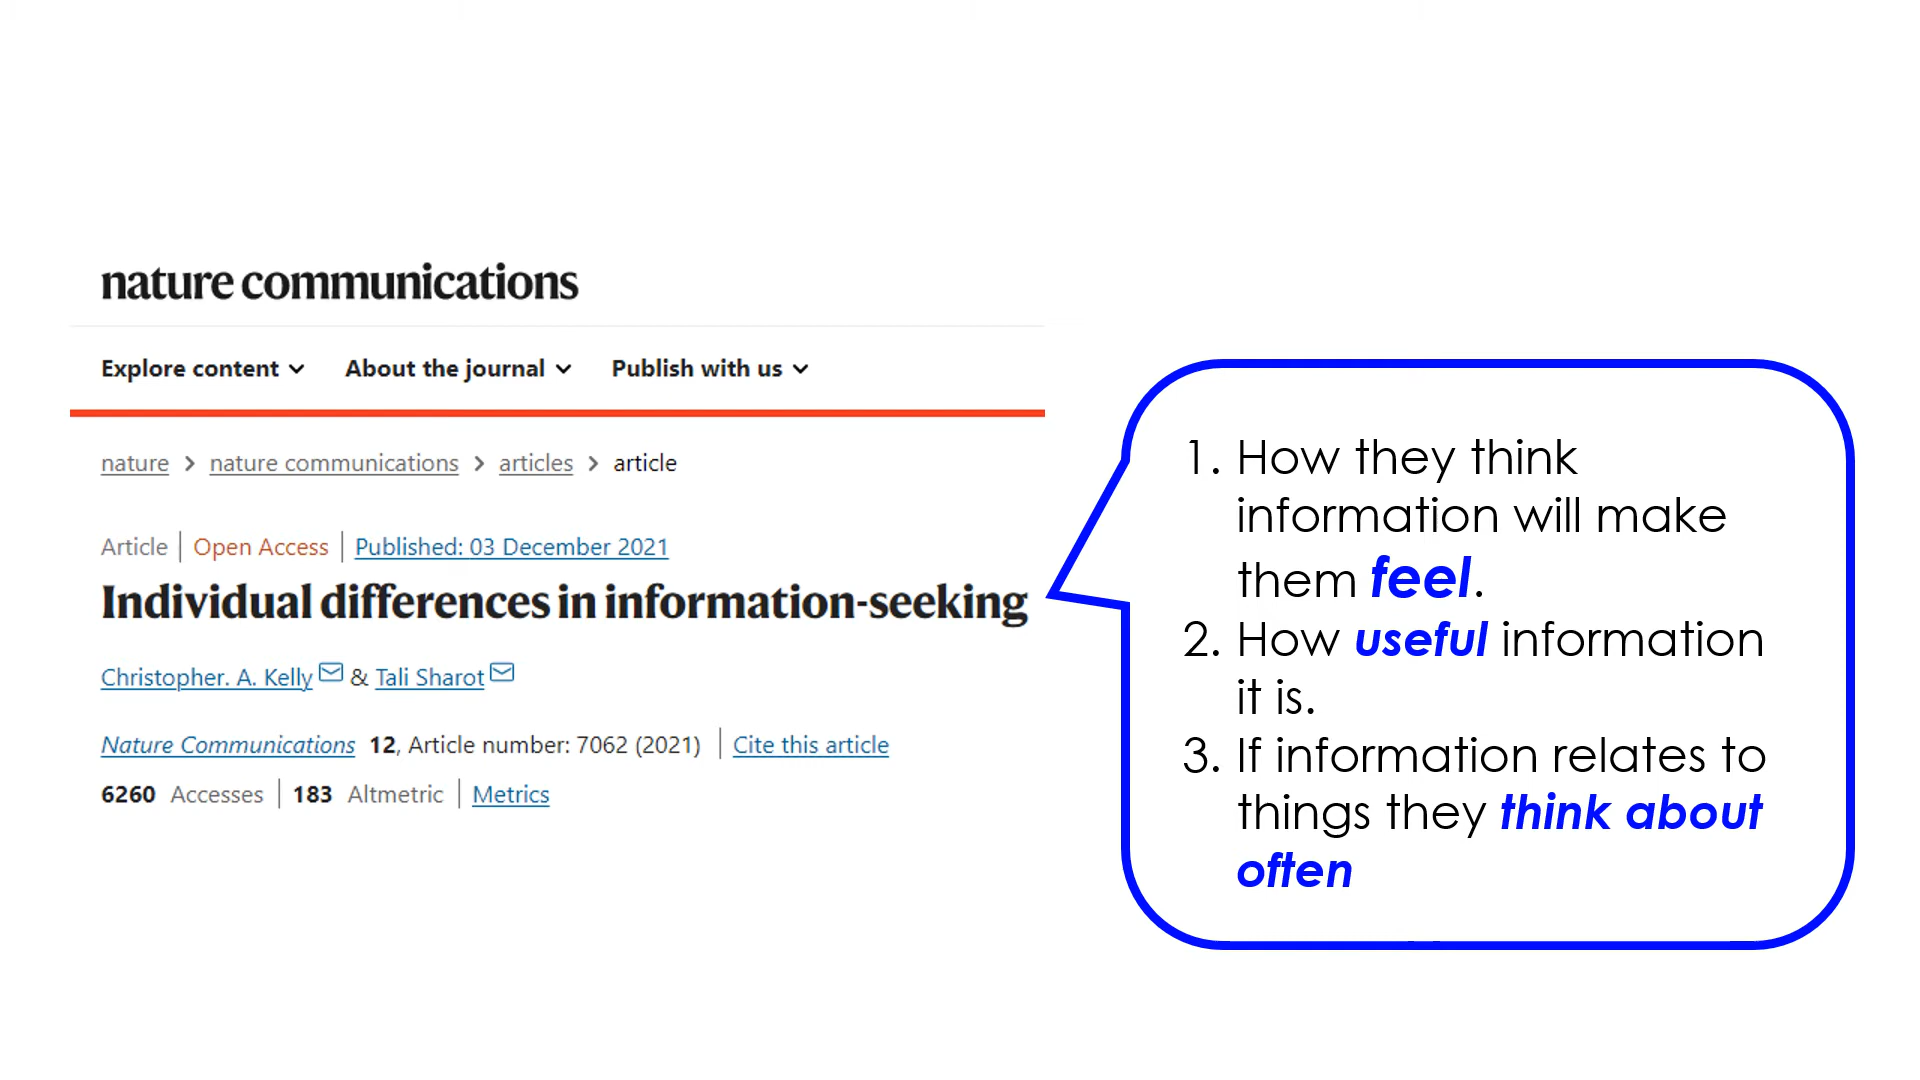 nature communications
Explore content About the journal Publish with us
nature > nature communications > articles > article
Article | Open Access | Published: 03 December 2021
Individual differences in information-seeking
Christopher. A. Kelly & Tali Sharot
Nature Communications 12, Article number: 7062 (2021) | Cite this article
6260 Accesses | 183 Altmetric | Metrics
1. How they think
information will make
them feel.
2. How useful information
it is.
3. If information relates to
things they think about
often